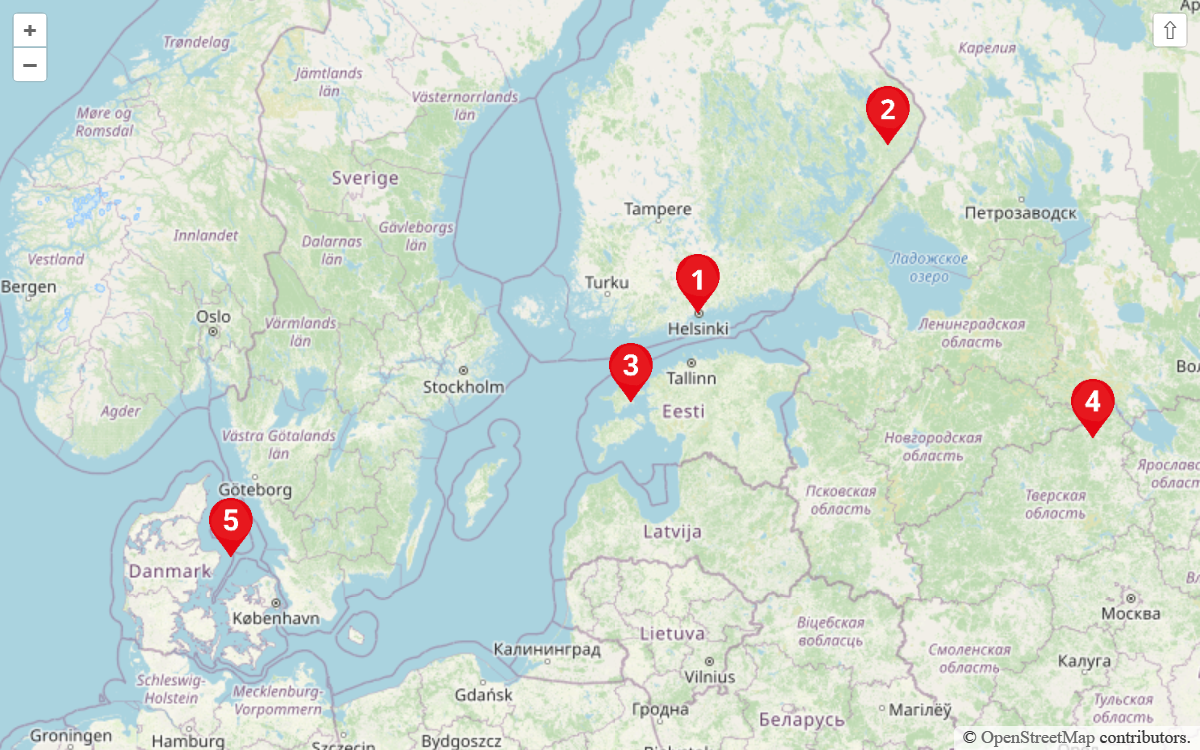 +
−
⇧
Ар
Trøndelag
Карелия
Jämtlands
län
Västernorrlands
län
2
Møre og
Romsdal
Sverige
Tampere
Петрозаводск
Gävleborgs
län
Innlandet
Dalarnas
län
Vestland
Ладожское
озеро
Bergen
Turku
1
Oslo
Värmlands
län
Helsinki
Ленинградская
область
3
Stockholm
Tallinn
Во
4
Agder
Eesti
Västra Götalands
län
Новгородская
область
Göteborg
Ярослав
област
Псковская
область
Тверская
область
5
Latvija
Danmark
København
Москва
Віцебская
вобласць
Lietuva
Калининград
Смоленская
область
Калуга
Vilnius
Schleswig-
Holstein
Mecklenburg-
Vorpommern
Gdańsk
Гродна
Магілёў
Беларусь
Тульская
область
Groningen
Hamburg
Szczecin
Bydgoszcz
© OpenStreetMap contributors.